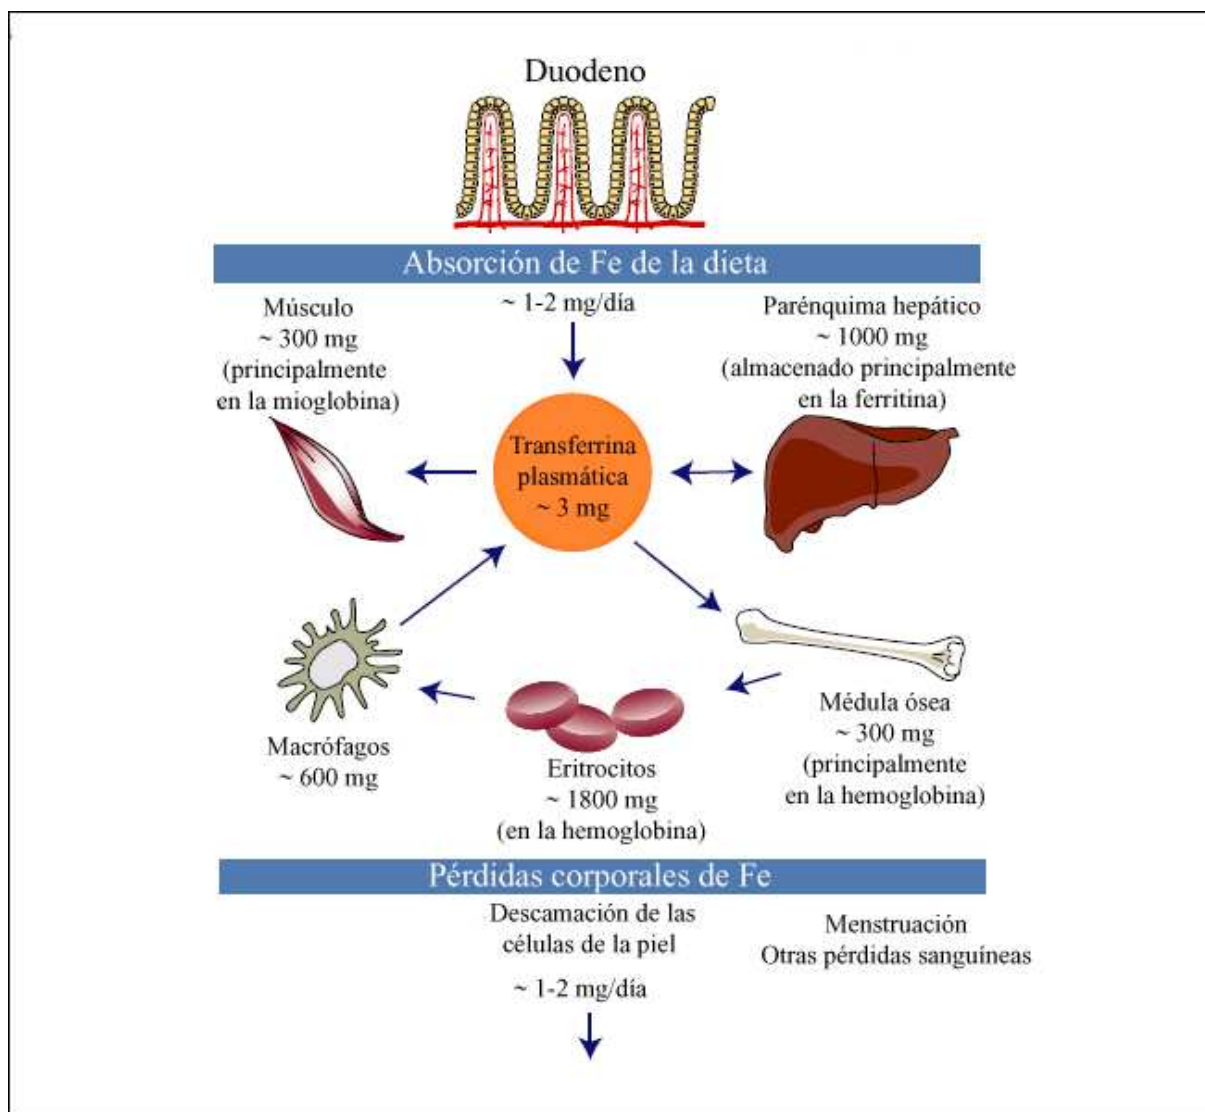 Duodeno
Absorción de Fe de la dieta
~ 1-2 mg/día
Músculo
~ 300 mg
(principalmente
en la mioglobina)
Parénquima hepático
~ 1000 mg
(almacenado principalmente
en la ferritina)
Transferrina
plasmática
~ 3 mg
Macrófagos
~ 600 mg
Eritrocitos
~ 1800 mg
(en la hemoglobina)
Médula ósea
~ 300 mg
(principalmente
en la hemoglobina)
Pérdidas corporales de Fe
Descamación de las
células de la piel
~ 1-2 mg/día
Menstruación
Otras pérdidas sanguíneas